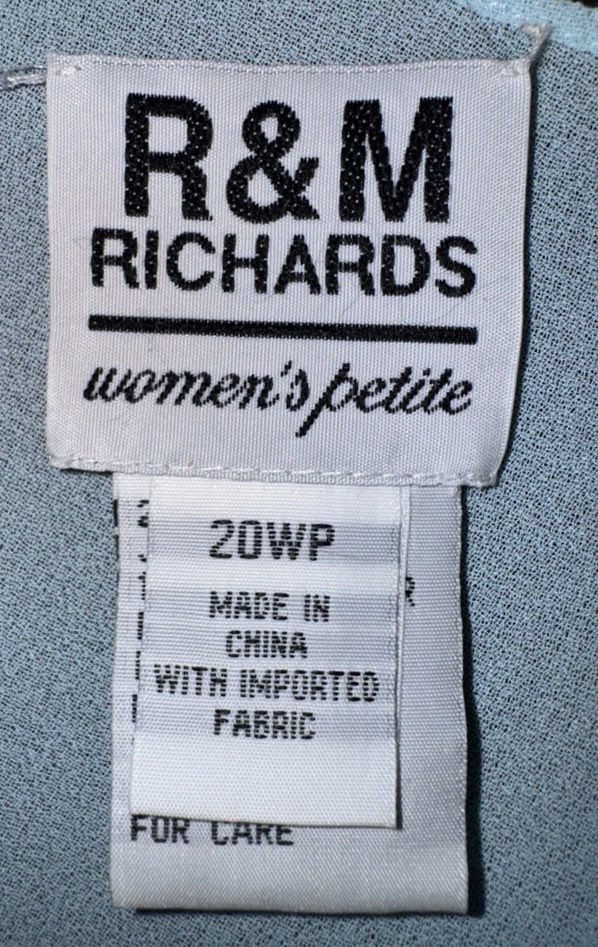 R&M
RICHARDS
women's petite
20WP
MADE IN
CHINA
WITH IMPORTED
FABRIC
FOR CARE